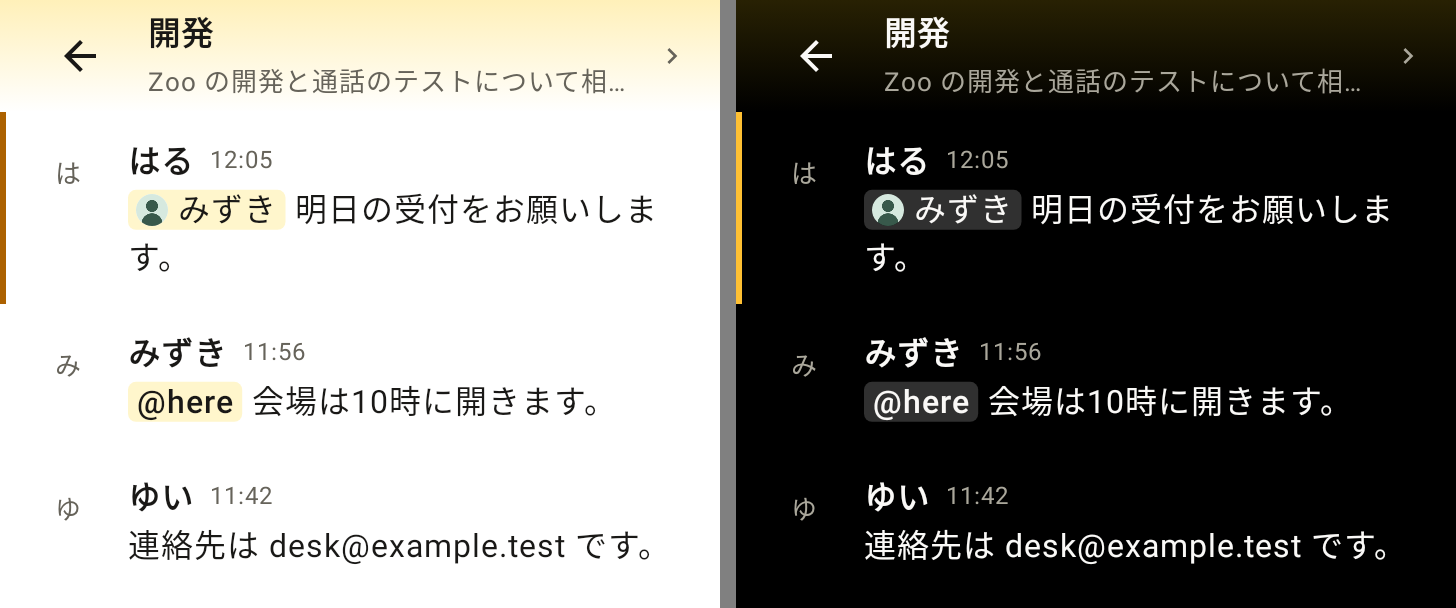 開発
Zoo の開発と通話のテストについて相…
は
はる 12:05
みずき 明日の受付をお願いしま
す。
み
みずき 11:56
@here 会場は10時に開きます。
ゆ
ゆい 11:42
連絡先は desk@example.test です。
開発
Zoo の開発と通話のテストについて相…
は
はる 12:05
みずき 明日の受付をお願いしま
す。
み
みずき 11:56
@here 会場は10時に開きます。
ゆ
ゆい 11:42
連絡先は desk@example.test です。